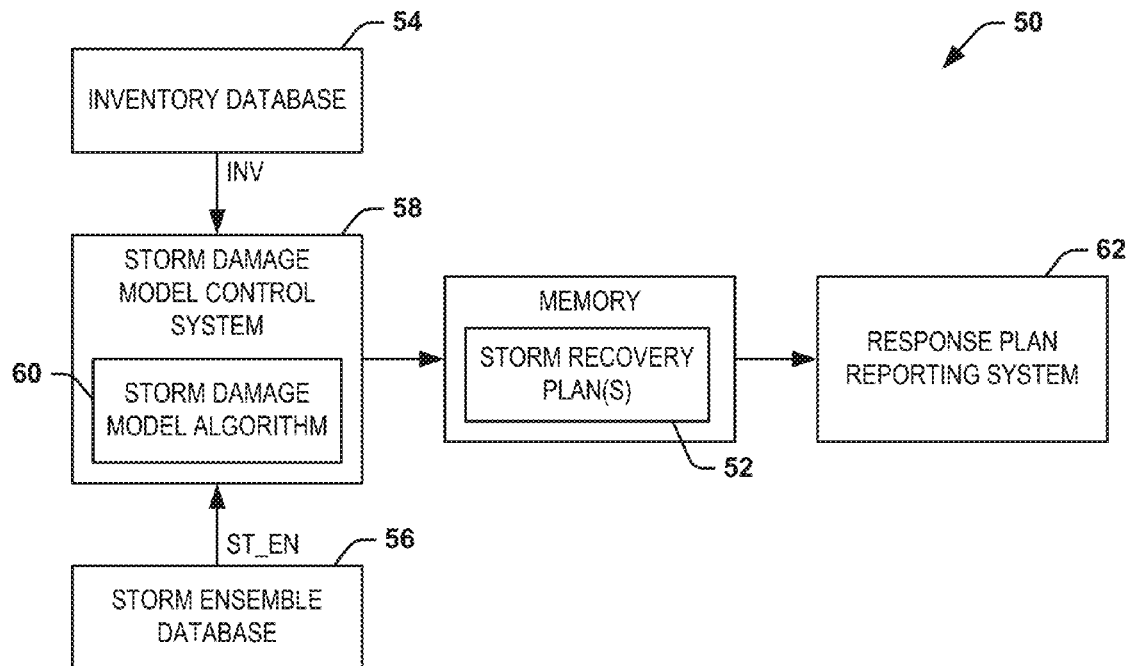 54
50
INVENTORY DATABASE
INV
58
STORM DAMAGE
MODEL CONTROL
SYSTEM
60
STORM DAMAGE
MODEL ALGORITHM
MEMORY
STORM RECOVERY
PLAN(S)
52
62
RESPONSE PLAN
REPORTING SYSTEM
ST_EN
56
STORM ENSEMBLE
DATABASE